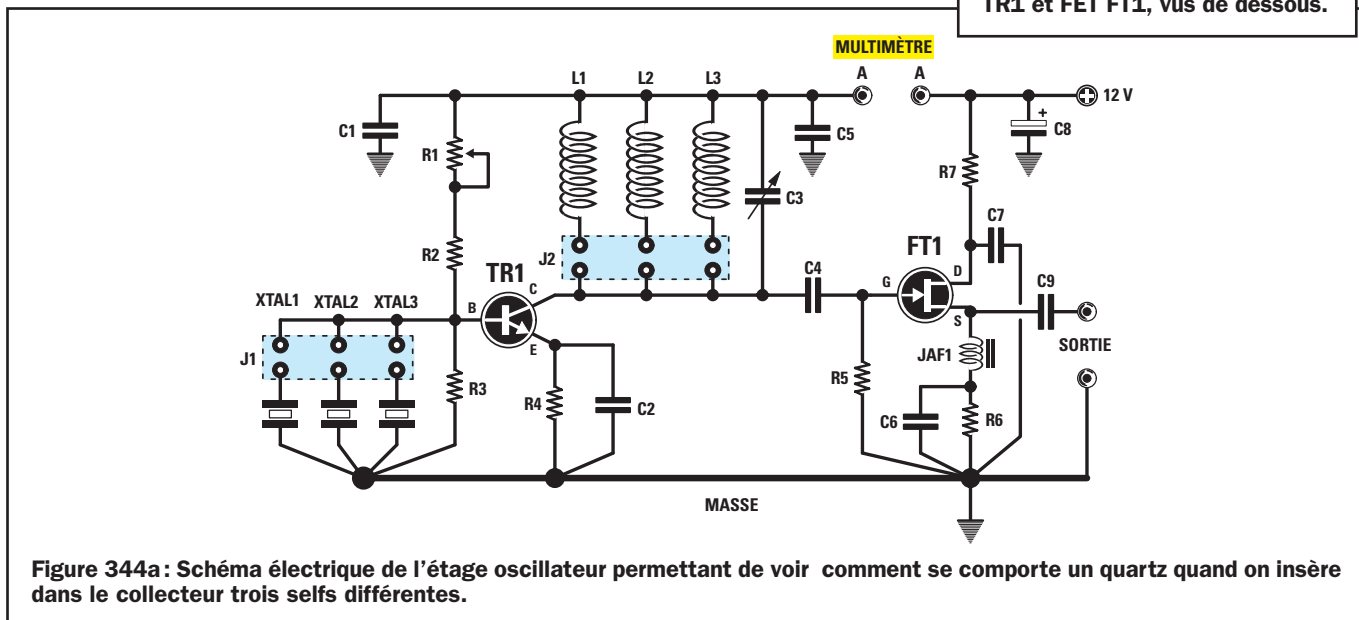 TR1 et FET FT1, vus de dessous.
MULTIMÈTRE
A A
12 V
L1 L2 L3
C1
R1
C5
C8
+
R7
C3
C7
R2
J2
FT1
TR1
C4
D
C9
G
XTAL1 XTAL2 XTAL3
B
C
S
E
SORTIE
J1
JAF1
R3
R5
R4
C2
C6
R6
MASSE
Figure 344a : Schéma électrique de l'étage oscillateur permettant de voir comment se comporte un quartz quand on insère
dans le collecteur trois selfs différentes.